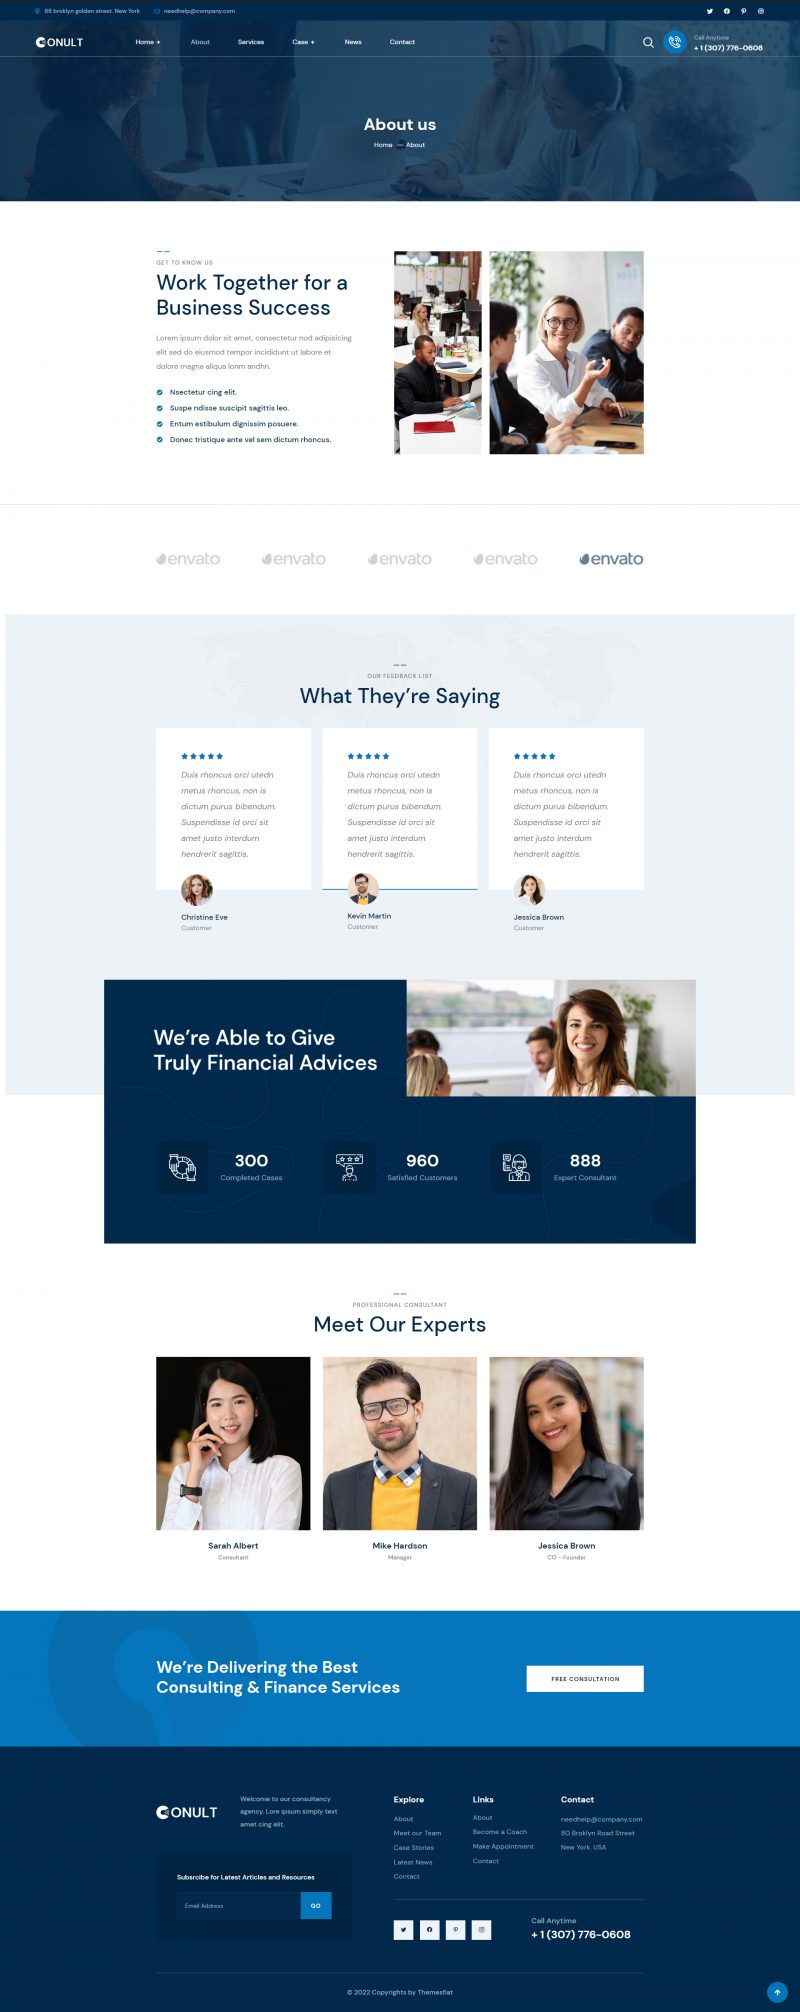 88 broklyn golden street. New York
needhelp@company.com
CONULT
Home +
About
Services
Case +
News
Contact
Call Anytime
+ 1 (307) 776-0608
About us
Home — About
GET TO KNOW US
Work Together for a
Business Success
Lorem ipsum dolor sit amet, consectetur nod adipisicing
elit sed do eiusmod tempor incididunt ut labore et
dolore magna aliqua lonm andhn.
Nsectetur cing elit.
Suspe ndisse suscipit sagittis leo.
Entum estibulum dignissim posuere.
Donec tristique ante vel sem dictum rhoncus.
envato
envato
envato
envato
envato
OUR FEEDBACK LIST
What They're Saying
Duis rhoncus orci utedn
metus rhoncus, non is
dictum purus bibendum.
Suspendisse id orci sit
amet justo interdum
hendrerit sagittis.
Christine Eve
Customer
Duis rhoncus orci utedn
metus rhoncus, non is
dictum purus bibendum.
Suspendisse id orci sit
amet justo interdum
hendrerit sagittis.
Kevin Martin
Customer
Duis rhoncus orci utedn
metus rhoncus, non is
dictum purus bibendum.
Suspendisse id orci sit
amet justo interdum
hendrerit sagittis.
Jessica Brown
Customer
We're Able to Give
Truly Financial Advices
300
Completed Cases
960
Satisfied Customers
888
Expert Consultant
PROFESSIONAL CONSULTANT
Meet Our Experts
Sarah Albert
Consultant
Mike Hardson
Manager
Jessica Brown
CO - Founder
We're Delivering the Best
Consulting & Finance Services
FREE CONSULTATION
CONULT
Welcome to our consultancy
agency. Lore ipsum simply text
amet cing elit.
Subsrcibe for Latest Articles and Resources
Email Address
GO
Explore
About
Meet our Team
Case Stories
Latest News
Contact
Links
About
Become a Coach
Make Appointment
Contact
Contact
needhelp@company.com
80 Broklyn Road Street
New York, USA
Call Anytime
+ 1 (307) 776-0608
© 2022 Copyrights by Themesflat